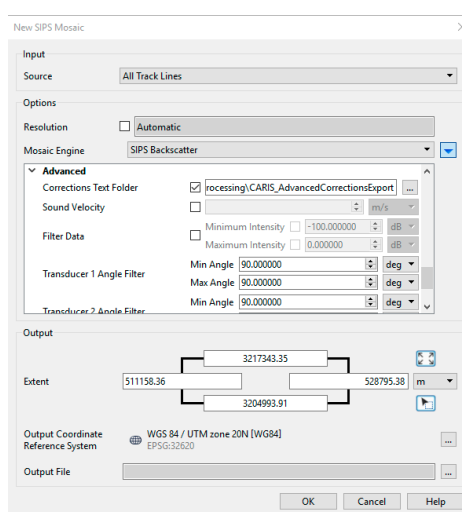 New SIPS Mosaic
Input
Source All Track Lines
Options
Resolution Automatic
Mosaic Engine SIPS Backscatter
Advanced
Corrections Text Folder rocessing\CARIS_AdvancedCorrectionsExport ...
Sound Velocity m/s
Filter Data Minimum Intensity -100.000000 dB
Maximum Intensity 0.000000 dB
Transducer 1 Angle Filter Min Angle 90.000000 deg
Max Angle 90.000000 deg
Transducer 2 Angle Filter Min Angle 90.000000 deg
Output
3217343.35
Extent 511158.36 528795.38 m
3204993.91
Output Coordinate Reference System WGS 84 / UTM zone 20N [WG84] ...
EPSG:32620
Output File ...
OK Cancel Help